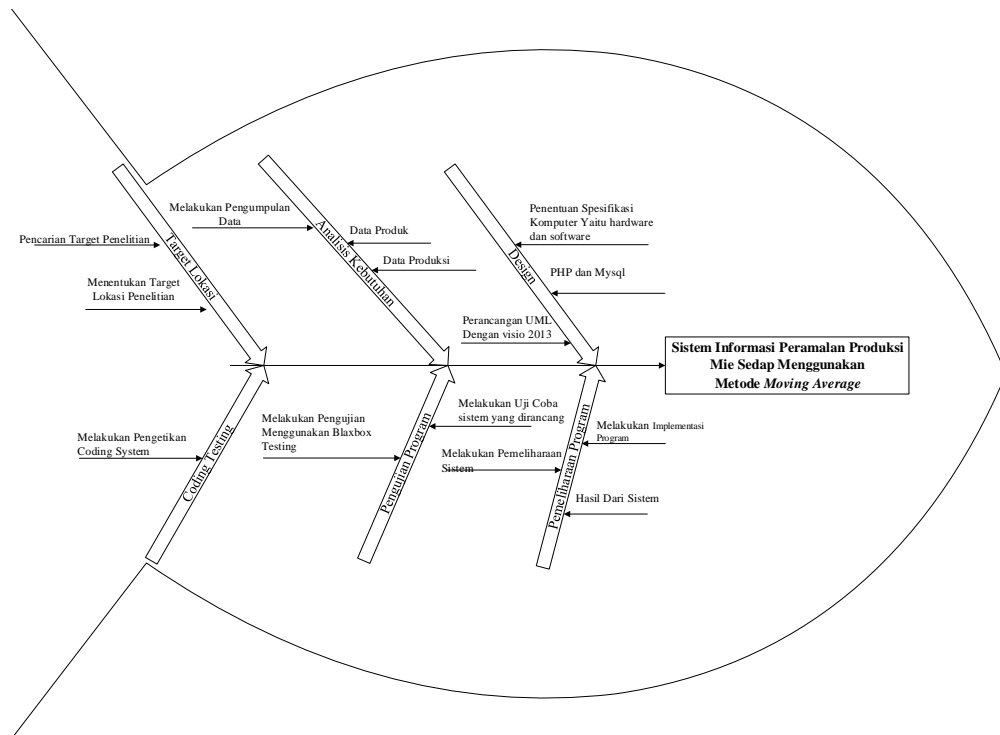 Target Lokasi
Pencarian Target Penelitian
Menentukan Target
Lokasi Penelitian
Analisis Kebutuhan
Melakukan Pengumpulan
Data
Data Produk
Data Produksi
Design
Penentuan Spesifikasi
Komputer Yaitu hardware
dan software
PHP dan Mysql
Perancangan UML
Dengan visio 2013
Sistem Informasi Peramalan Produksi
Mie Sedap Menggunakan
Metode Moving Average
Coding Testing
Melakukan Pengetikan
Coding System
Pengujian Program
Melakukan Pengujian
Menggunakan Blaxbox
Testing
Melakukan Uji Coba
sistem yang dirancang
Pemeliharaan Program
Melakukan Pemeliharaan
Sistem
Melakukan Implementasi
Program
Hasil Dari Sistem